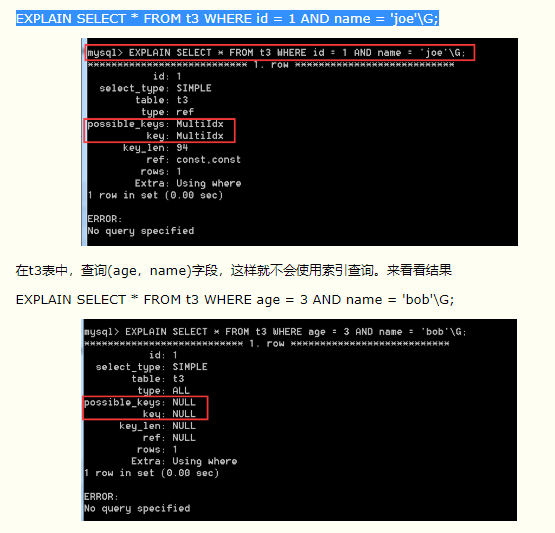 EXPLAIN SELECT * FROM t3 WHERE id = 1 AND name = 'joe'\G;
mysql> EXPLAIN SELECT * FROM t3 WHERE id = 1 AND name = 'joe'\G;
*************************** 1. row ***************************
id: 1
select_type: SIMPLE
table: t3
type: ref
possible_keys: MultiIdx
key: MultiIdx
key_len: 94
ref: const,const
rows: 1
Extra: Using where
1 row in set (0.00 sec)
ERROR:
No query specified
在t3表中，查询(age，name)字段，这样就不会使用索引查询。来看看结果
EXPLAIN SELECT * FROM t3 WHERE age = 3 AND name = 'bob'\G;
mysql> EXPLAIN SELECT * FROM t3 WHERE age = 3 AND name = 'bob'\G;
*************************** 1. row ***************************
id: 1
select_type: SIMPLE
table: t3
type: ALL
possible_keys: NULL
key: NULL
key_len: NULL
ref: NULL
rows: 1
Extra: Using where
1 row in set (0.00 sec)
ERROR:
No query specified